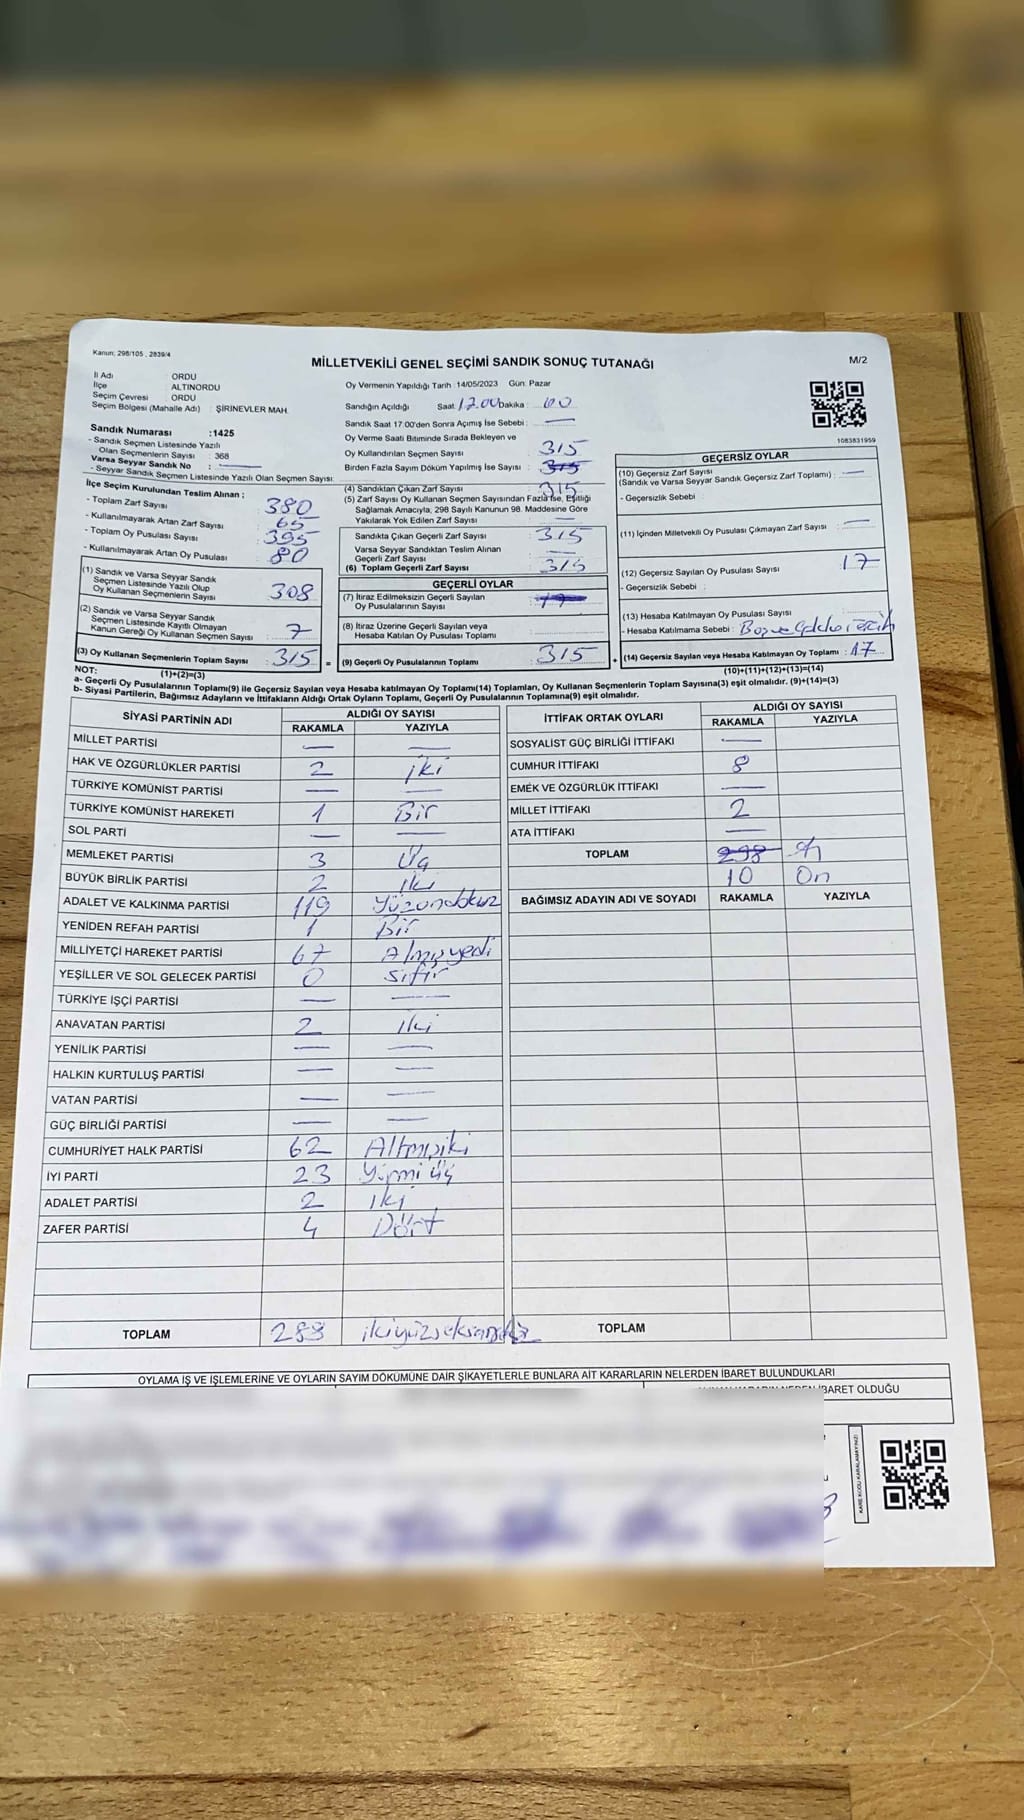 Kanun; 298/105 , 2839/4
MİLLETVEKİLİ GENEL SEÇİMİ SANDIK SONUÇ TUTANAĞI
M/2
İl Adı ORDU
İlçe ALTINORDU
Seçim Çevresi ORDU
Seçim Bölgesi (Mahalle Adı) : ŞİRİNEVLER MAH.
Sandık Numarası :1425
- Sandık Seçmen Listesinde Yazılı
Olan Seçmenlerin Sayısı : 368
Varsa Seyyar Sandık No : —
- Seyyar Sandık Seçmen Listesinde Yazılı Olan Seçmen Sayısı:
Oy Vermenin Yapıldığı Tarih :14/05/2023 Gün: Pazar
Sandığın Açıldığı Saat: 17.00 Dakika : 00
Sandık Saat 17:00'den Sonra Açımış İse Sebebi : —
Oy Verme Saati Bitiminde Sırada Bekleyen ve
Oy Kullandırılan Seçmen Sayısı : 315
Birden Fazla Sayım Döküm Yapılmış İse Sayısı : 315
1083831959
İlçe Seçim Kurulundan Teslim Alınan ;
- Toplam Zarf Sayısı : 380
- Kullanılmayarak Artan Zarf Sayısı : 65
- Toplam Oy Pusulası Sayısı : 395
- Kullanılmayarak Artan Oy Pusulası : 80
(1) Sandık ve Varsa Seyyar Sandık
Seçmen Listesinde Yazılı Olup
Oy Kullanan Seçmenlerin Sayısı : 308
(2) Sandık ve Varsa Seyyar Sandık
Seçmen Listesinde Kayıtlı Olmayan
Kanun Gereği Oy Kullanan Seçmen Sayısı : 7
(3) Oy Kullanan Seçmenlerin Toplam Sayısı : 315 =
(1)+(2)=(3)
(4) Sandıktan Çıkan Zarf Sayısı : 315
(5) Zarf Sayısı Oy Kullanan Seçmen Sayısından Fazla İse, Eşitliği
Sağlamak Amacıyla, 298 Sayılı Kanunun 98. Maddesine Göre
Yakılarak Yok Edilen Zarf Sayısı : —
Sandıkta Çıkan Geçerli Zarf Sayısı : 315
Varsa Seyyar Sandıktan Teslim Alınan
Geçerli Zarf Sayısı : —
(6) Toplam Geçerli Zarf Sayısı : 315
GEÇERLİ OYLAR
(7) İtiraz Edilmeksizin Geçerli Sayılan
Oy Pusulalarının Sayısı : 17
(8) İtiraz Üzerine Geçerli Sayılan veya
Hesaba Katılan Oy Pusulası Toplamı :
(9) Geçerli Oy Pusulalarının Toplamı : 315 +
GEÇERSİZ OYLAR
(10) Geçersiz Zarf Sayısı
(Sandık ve Varsa Seyyar Sandık Geçersiz Zarf Toplamı) : —
- Geçersizlik Sebebi :
(11) İçinden Milletvekili Oy Pusulası Çıkmayan Zarf Sayısı : —
(12) Geçersiz Sayılan Oy Pusulası Sayısı : 17
- Geçersizlik Sebebi :
(13) Hesaba Katılmayan Oy Pusulası Sayısı :
- Hesaba Katılmama Sebebi :
(14) Geçersiz Sayılan veya Hesaba Katılmayan Oy Toplamı : 17
(10)+(11)+(12)+(13)=(14)
NOT:
a- Geçerli Oy Pusulalarının Toplamı(9) ile Geçersiz Sayılan veya Hesaba katılmayan Oy Toplamı(14) Toplamları, Oy Kullanan Seçmenlerin Toplam Sayısına(3) eşit olmalıdır. (9)+(14)=(3)
b- Siyasi Partilerin, Bağımsız Adayların ve İttifakların Aldığı Ortak Oyların Toplamı, Geçerli Oy Pusulalarının Toplamına(9) eşit olmalıdır.
SİYASİ PARTİNİN ADI ALDIĞI OY SAYISI
RAKAMLA YAZIYLA
MİLLET PARTİSİ — —
HAK VE ÖZGÜRLÜKLER PARTİSİ 2 iki
TÜRKİYE KOMÜNİST PARTİSİ — —
TÜRKİYE KOMÜNİST HAREKETİ 1 Bir
SOL PARTİ — —
MEMLEKET PARTİSİ 3 Üç
BÜYÜK BİRLİK PARTİSİ 2 İki
ADALET VE KALKINMA PARTİSİ 119 Yüzondokuz
YENİDEN REFAH PARTİSİ 1 Bir
MİLLİYETÇİ HAREKET PARTİSİ 67 Altmışyedi
YEŞİLLER VE SOL GELECEK PARTİSİ 0 Sıfır
TÜRKİYE İŞÇİ PARTİSİ — —
ANAVATAN PARTİSİ 2 İki
YENİLİK PARTİSİ — —
HALKIN KURTULUŞ PARTİSİ — —
VATAN PARTİSİ — —
GÜÇ BİRLİĞİ PARTİSİ — —
CUMHURİYET HALK PARTİSİ 62 Altmışiki
İYİ PARTİ 23 Yirmi üç
ADALET PARTİSİ 2 İki
ZAFER PARTİSİ 4 Dört
TOPLAM 288 ikiyüzseksensekiz
İTTİFAK ORTAK OYLARI ALDIĞI OY SAYISI
RAKAMLA YAZIYLA
SOSYALİST GÜÇ BİRLİĞİ İTTİFAKI —
CUMHUR İTTİFAKI 8
EMEK VE ÖZGÜRLÜK İTTİFAKI —
MİLLET İTTİFAKI 2
ATA İTTİFAKI —
TOPLAM 298
10 On
BAĞIMSIZ ADAYIN ADI VE SOYADI RAKAMLA YAZIYLA
TOPLAM
OYLAMA İŞ VE İŞLEMLERİNE VE OYLARIN SAYIM DÖKÜMÜNE DAİR ŞİKAYETLERLE BUNLARA AİT KARARLARIN NELERDEN İBARET BULUNDUKLARI
İBARET OLDUĞU